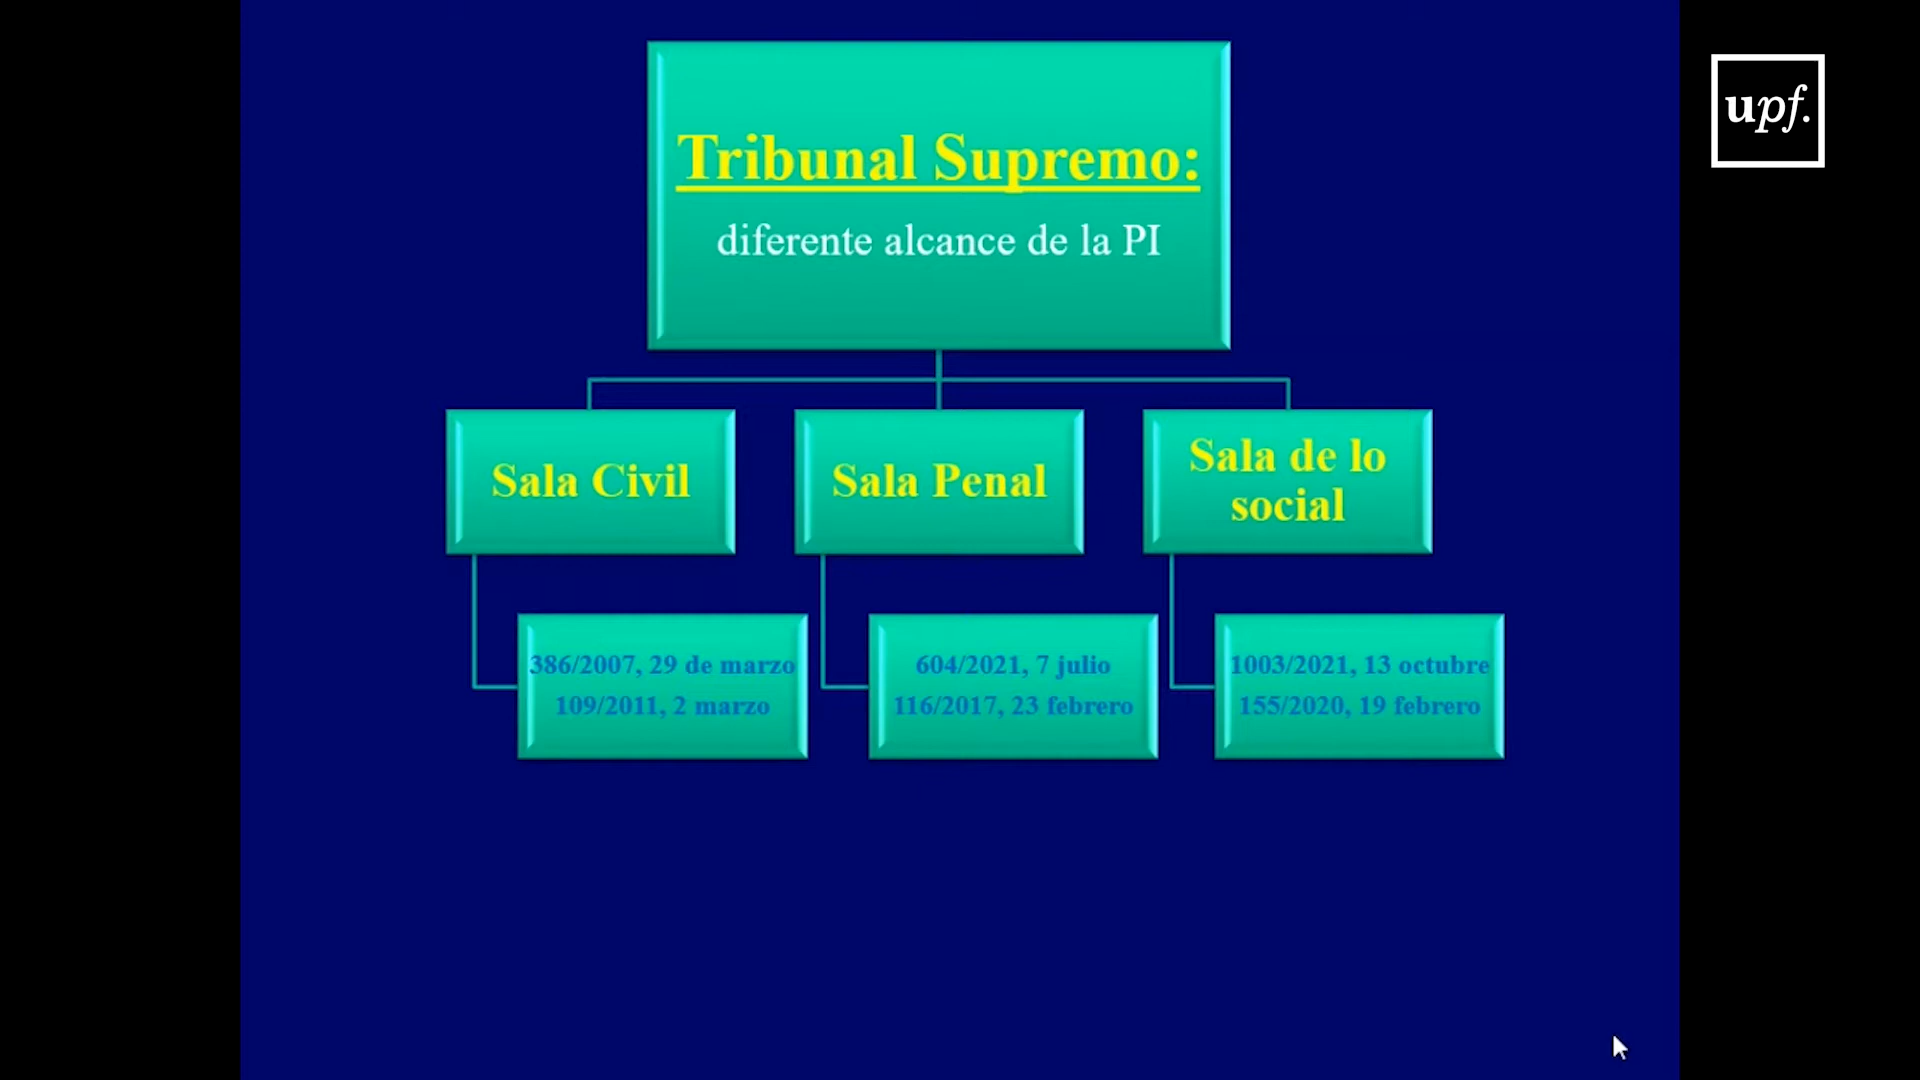 Tribunal Supremo:
diferente alcance de la PI
upf.
Sala Civil
Sala Penal
Sala de lo
social
386/2007, 29 de marzo
109/2011, 2 marzo
604/2021, 7 julio
116/2017, 23 febrero
1003/2021, 13 octubre
155/2020, 19 febrero